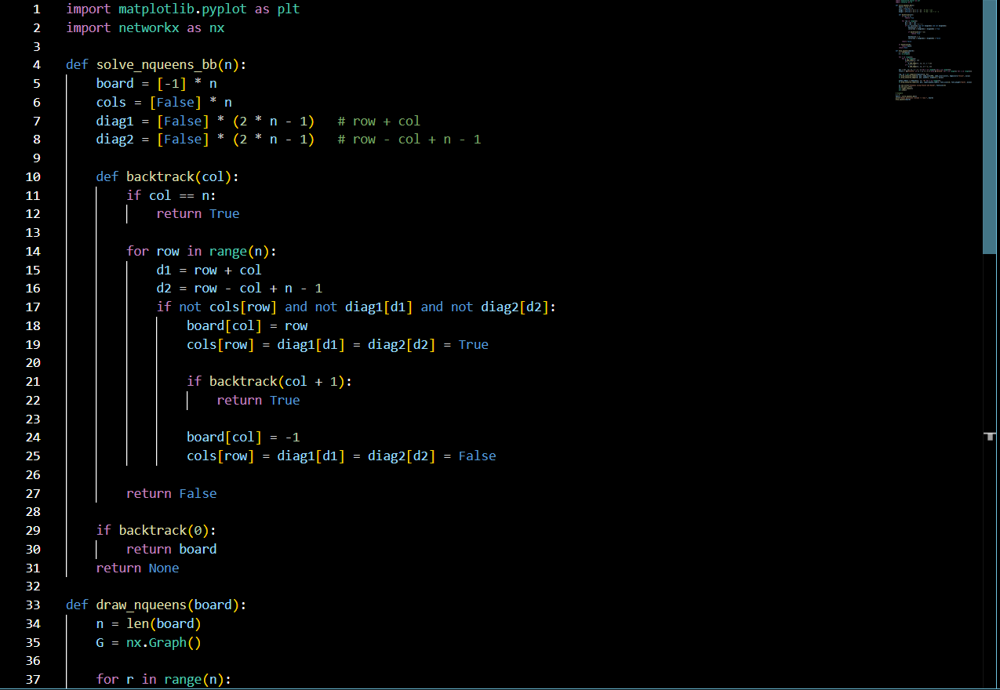 1 import matplotlib.pyplot as plt
2 import networkx as nx
3
4 def solve_nqueens_bb(n):
5     board = [-1] * n
6     cols = [False] * n
7     diag1 = [False] * (2 * n - 1)   # row + col
8     diag2 = [False] * (2 * n - 1)   # row - col + n - 1
9
10     def backtrack(col):
11         if col == n:
12             return True
13
14         for row in range(n):
15             d1 = row + col
16             d2 = row - col + n - 1
17             if not cols[row] and not diag1[d1] and not diag2[d2]:
18                 board[col] = row
19                 cols[row] = diag1[d1] = diag2[d2] = True
20
21                 if backtrack(col + 1):
22                     return True
23
24                 board[col] = -1
25                 cols[row] = diag1[d1] = diag2[d2] = False
26
27         return False
28
29     if backtrack(0):
30         return board
31     return None
32
33 def draw_nqueens(board):
34     n = len(board)
35     G = nx.Graph()
36
37     for r in range(n):